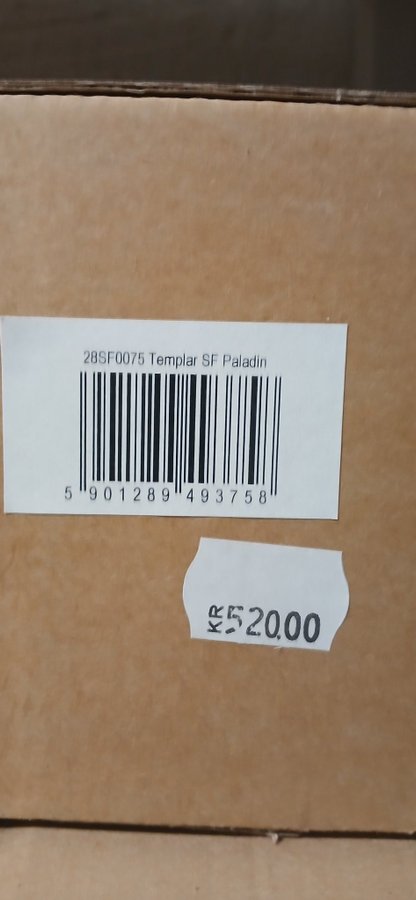 28SF0075 Templar SF Paladin
5 901289 493758
KR 520.00